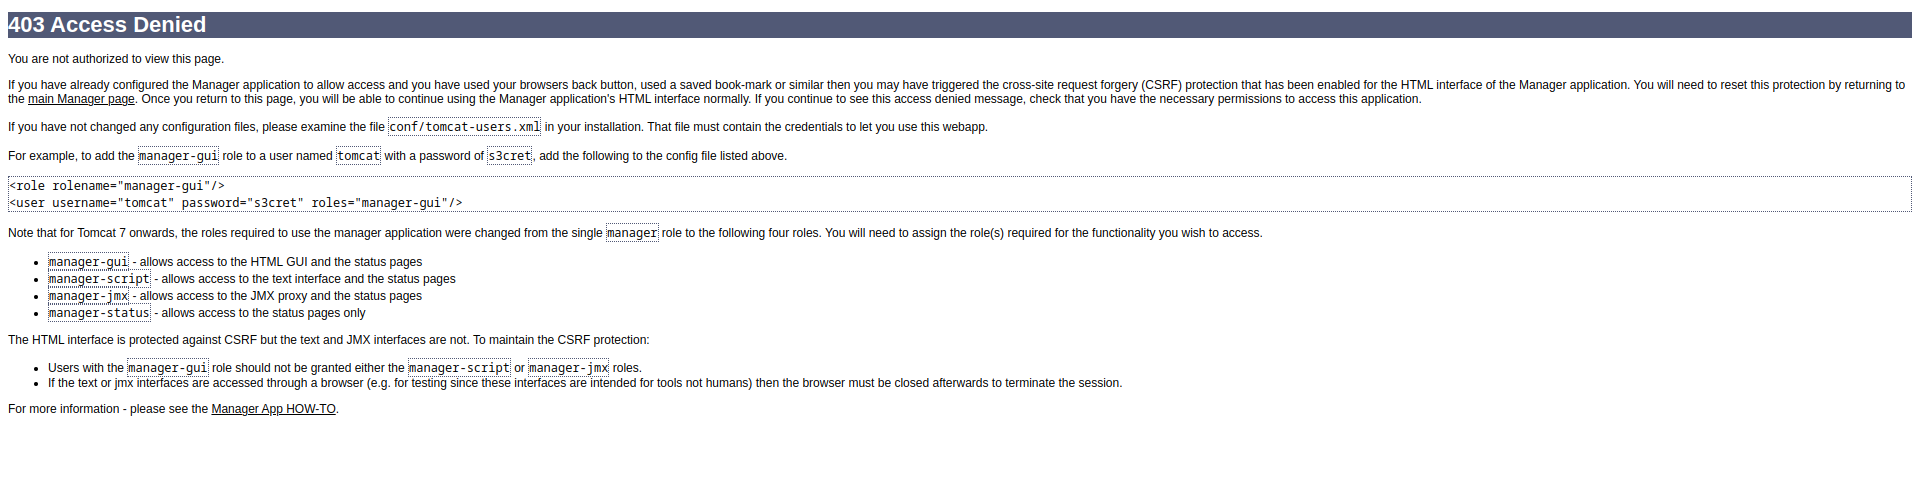 403 Access Denied
You are not authorized to view this page.
If you have already configured the Manager application to allow access and you have used your browsers back button, used a saved book-mark or similar then you may have triggered the cross-site request forgery (CSRF) protection that has been enabled for the HTML interface of the Manager application. You will need to reset this protection by returning to
the main Manager page. Once you return to this page, you will be able to continue using the Manager application's HTML interface normally. If you continue to see this access denied message, check that you have the necessary permissions to access this application.
If you have not changed any configuration files, please examine the file conf/tomcat-users.xml in your installation. That file must contain the credentials to let you use this webapp.
For example, to add the manager-gui role to a user named tomcat with a password of s3cret, add the following to the config file listed above.
<role rolename="manager-gui"/>
<user username="tomcat" password="s3cret" roles="manager-gui"/>
Note that for Tomcat 7 onwards, the roles required to use the manager application were changed from the single manager role to the following four roles. You will need to assign the role(s) required for the functionality you wish to access.
• manager-gui - allows access to the HTML GUI and the status pages
• manager-script - allows access to the text interface and the status pages
• manager-jmx - allows access to the JMX proxy and the status pages
• manager-status - allows access to the status pages only
The HTML interface is protected against CSRF but the text and JMX interfaces are not. To maintain the CSRF protection:
• Users with the manager-gui role should not be granted either the manager-script or manager-jmx roles.
• If the text or jmx interfaces are accessed through a browser (e.g. for testing since these interfaces are intended for tools not humans) then the browser must be closed afterwards to terminate the session.
For more information - please see the Manager App HOW-TO.